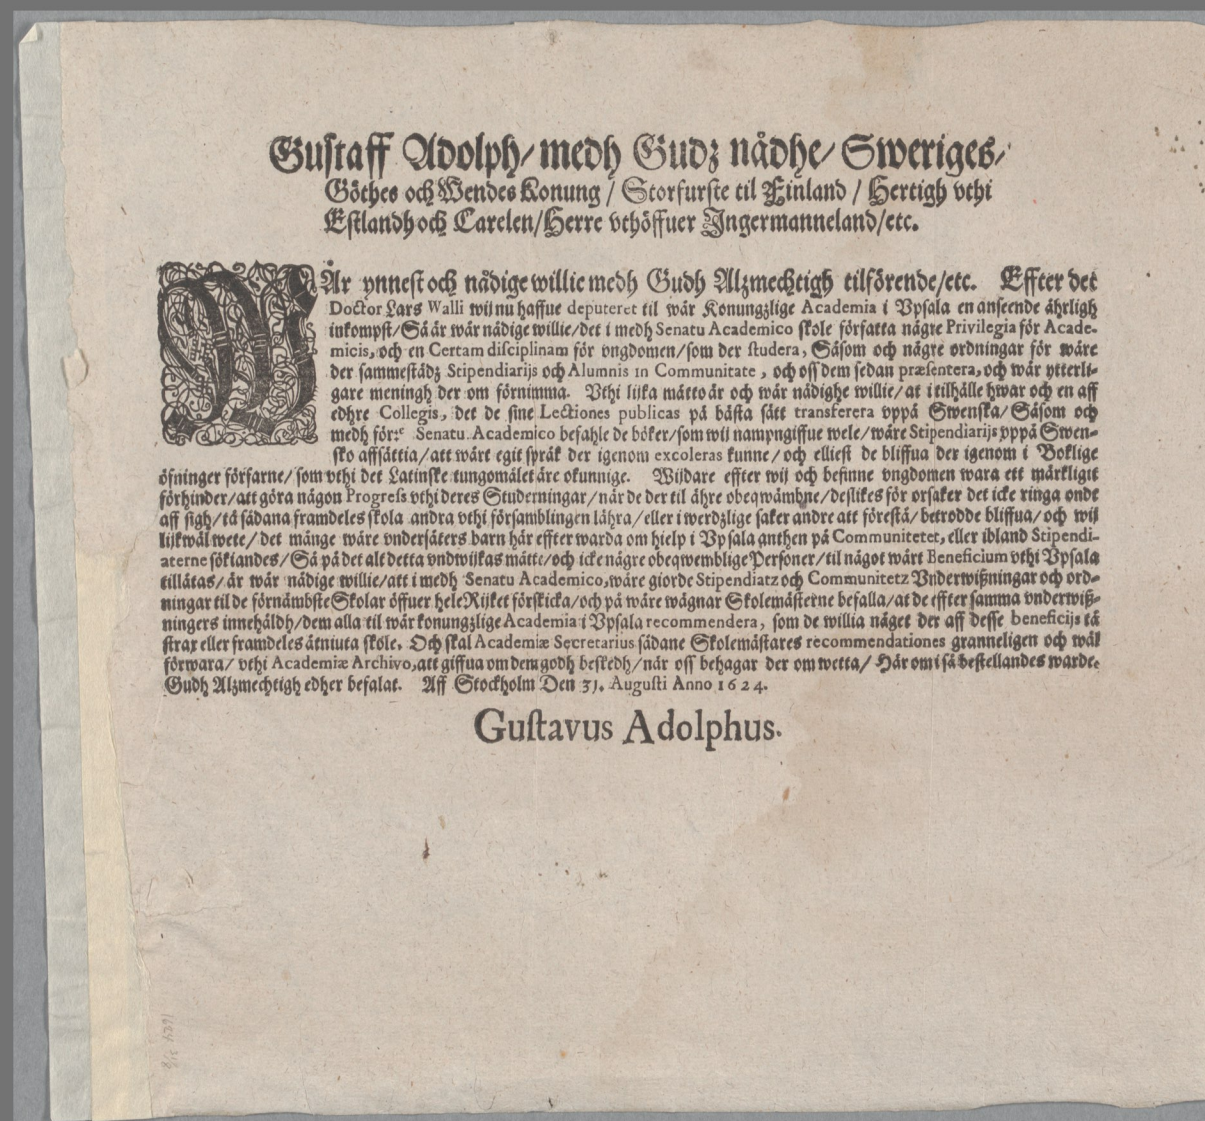 Gustaff Adolph/ medh Gudz nådhe/ Sweriges/
Göthes och Wendes Konung / Storfurste til Finland / Hertigh vthi
Estlandh och Carelen/ Herre vthöffuer Ingermanneland/etc.
WÅr ynnest och nådige willie medh Gudh Alzmechtigh tilförende/etc. Effter det
Doctor Lars Walli wij nu haffue deputeret til wår Konungzlige Academia i Vpsala en anseende åhrligh
inkompst/ Så är wår nådige willie/ det i medh Senatu Academico skole författa någre Privilegia för Acade-
micis, och en Certam disciplinam för vngdomen/ som der studera, Såsom och någre ordningar för wåre
der sammestädz Stipendiarijs och Alumnis in Communitate, och oss dem sedan præsentera, och wår ytterli-
gare meningh der om förnimma. Vthi lijka mätto är och wår nådighe willie/ at i tilhålle hwar och en aff
edhre Collegis, det de sine Lectiones publicas på bästa sätt transferera vppå Swenska/ Såsom och
medh för:ᵉ Senatu Academico befahle de böker/ som wij nampngiffue wele/ wåre Stipendiarijs vppå Swen-
sko affsättia/ att wårt egit språk der igenom excoleras kunne/ och elliest de bliffua der igenom i Boklige
öfninger förfarne/ som vthi det Latinske tungomålet äre okunnige. Wijdare effter wij och befinne vngdomen wara ett märkligit
förhinder/ att göra någon Progress vthi deres Studerningar/ när de der til ähre obeqwämhne/ deslikes för orsaker det icke ringa ondt
aff sigh/ tå sådana framdeles skola andra vthi församblingen lähra/ eller i werdzlige saker andre att förestå/ betrodde bliffua/ och wij
lijkwäl wete/ det månge wåre vndersåters barn här effter warda om hielp i Vpsala anthen på Communitetet, eller ibland Stipendi-
aterne sökiandes/ Så på det alt detta vndwijkas måtte/ och icke någre obeqwemblige Personer/ til något wårt Beneficium vthi Vpsala
tillåtas/ är wår nådige willie/ att i medh Senatu Academico, wåre giorde Stipendiatz och Communitetz Vnderwißningar och ord-
ningar til de förnämbste Skolar öffuer hele Rijket förskicka/ och på wåre wägnar Skolemästerne befalla/ at de effter samma vnderwiß-
ningers innehåldh/ dem alla til wår konungzlige Academia i Vpsala recommendera, som de willia något der aff desse beneficijs tå
strax eller framdeles åtniuta skole. Och skal Academiæ Secretarius sådane Skolemästares recommendationes granneligen och wäl
förwara/ vthi Academiæ Archivo, att giffua om dem godh beskedh/ när oss behagar der om wetta/ Här om i så beställandes warde.
Gudh Alzmechtigh edher befalat. Aff Stockholm Den 31. Augusti Anno 1624.
Gustavus Adolphus.